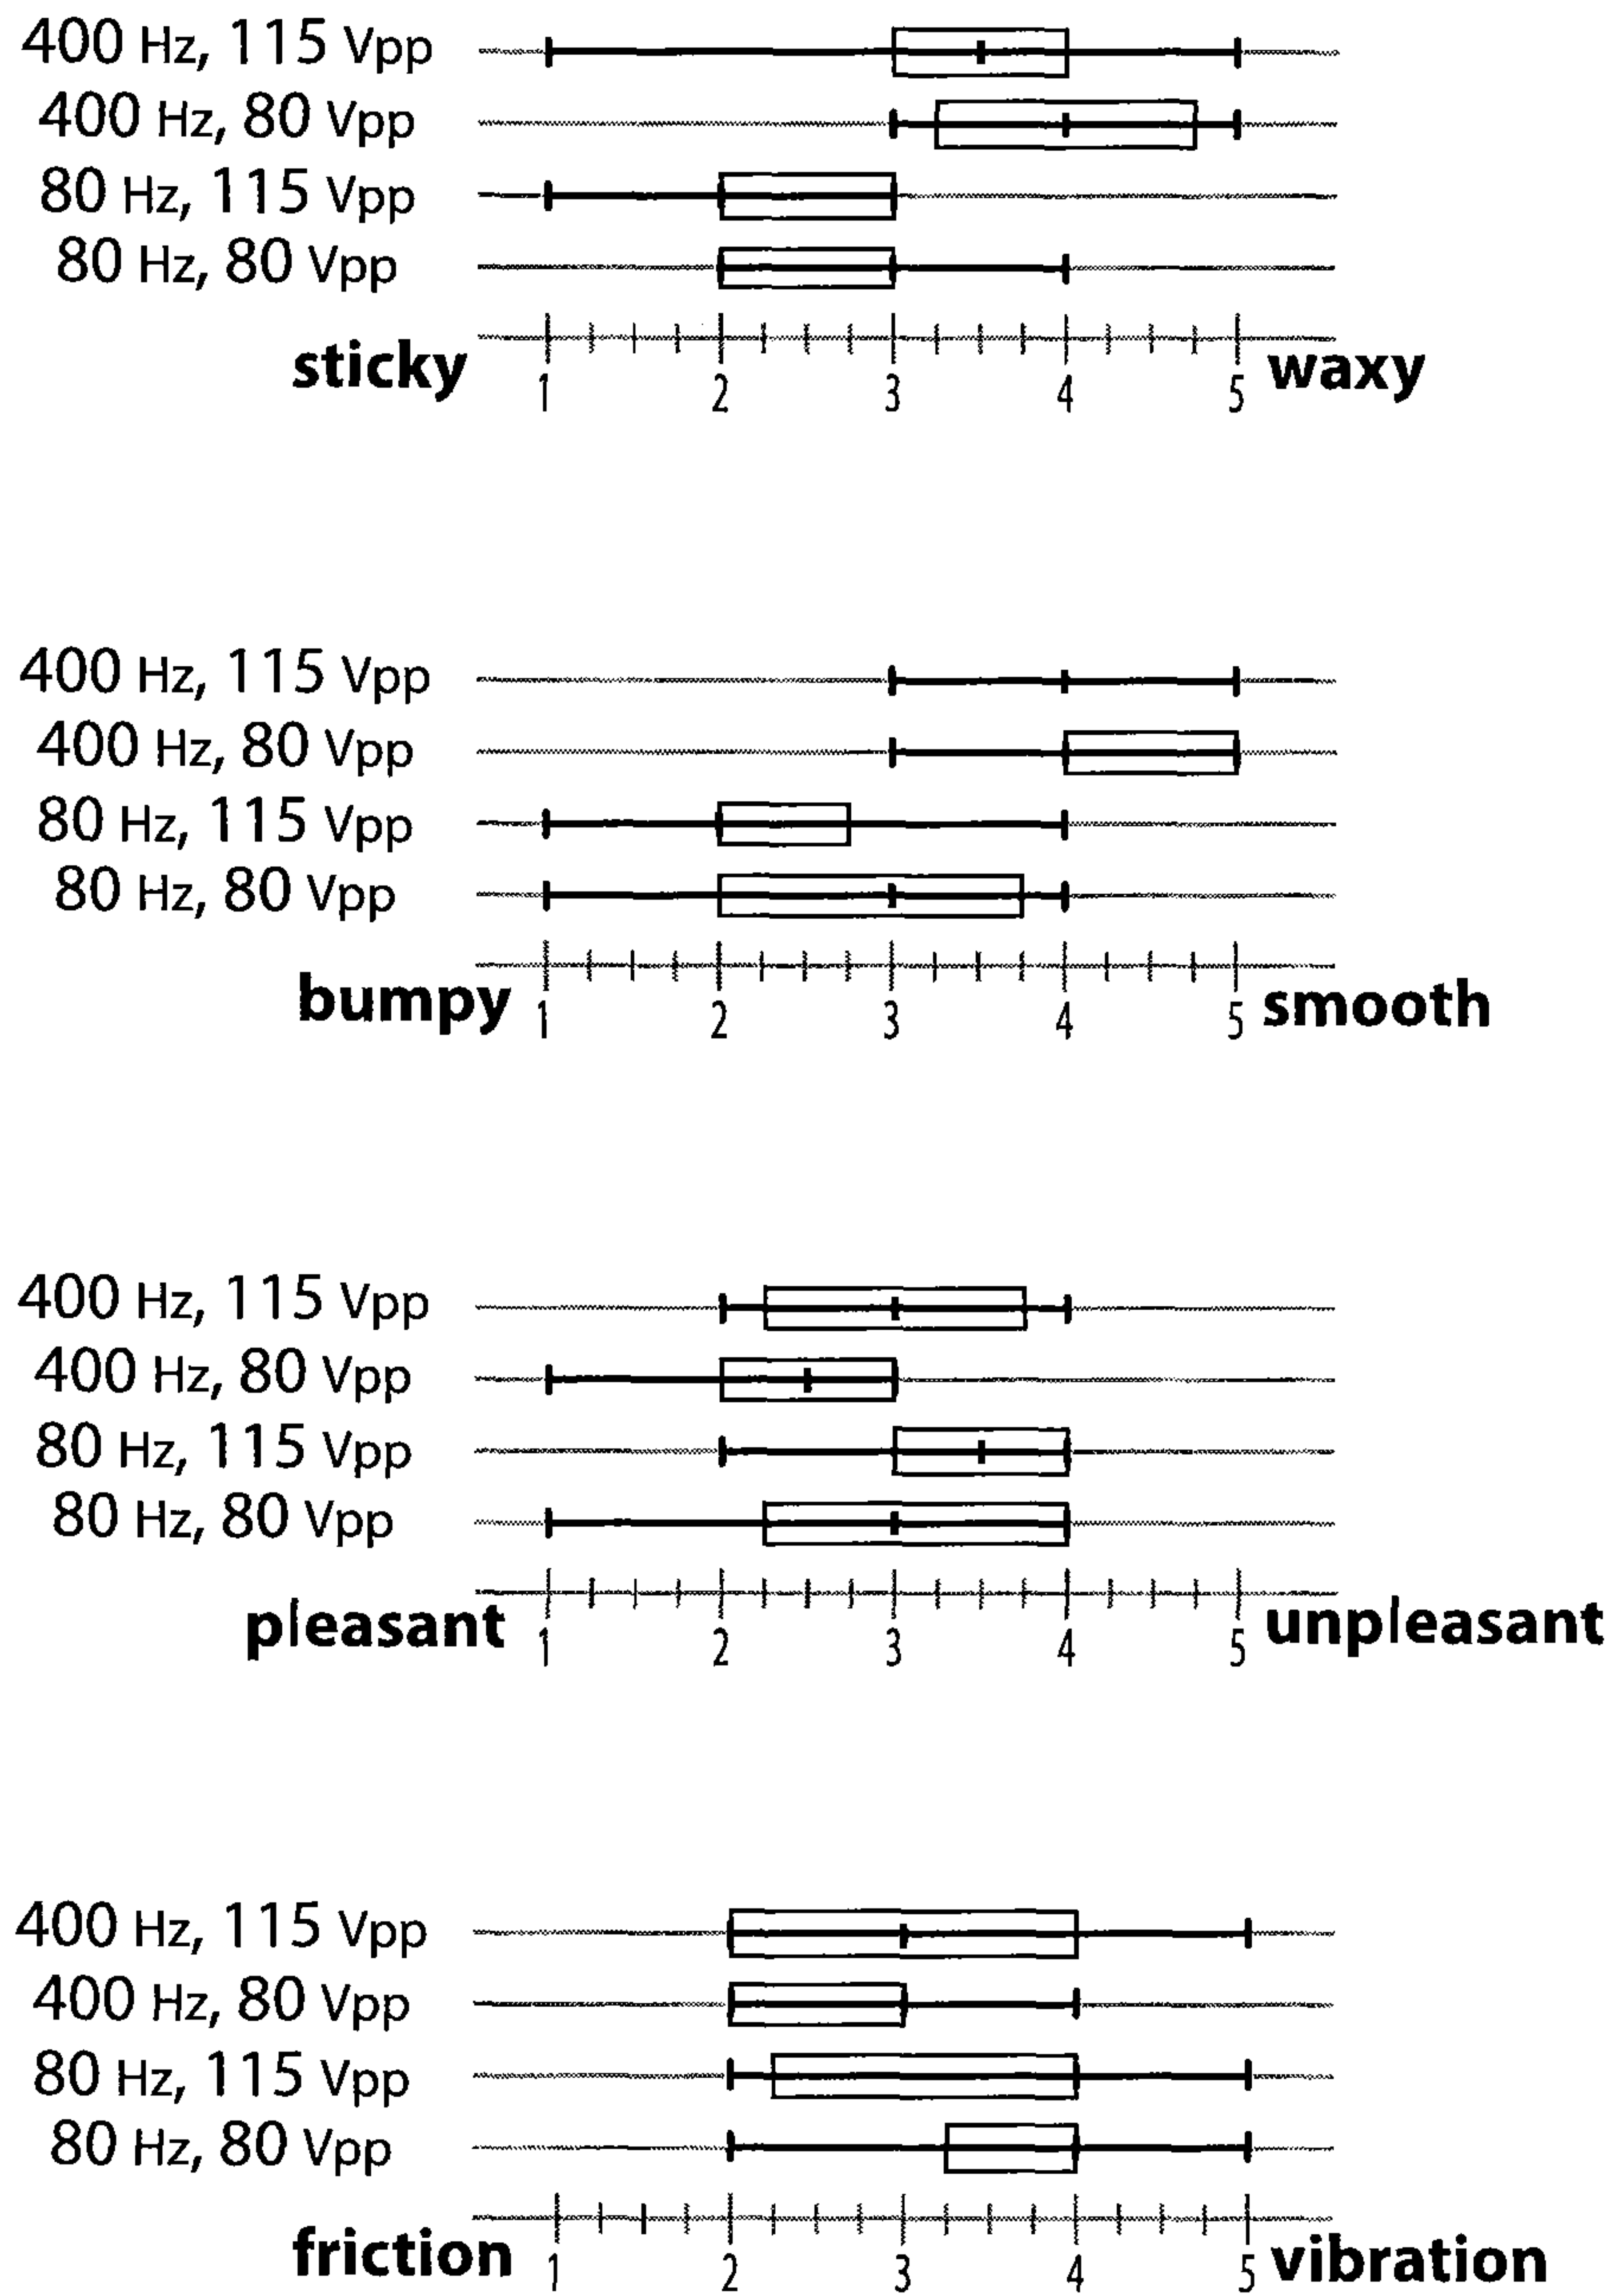 400 Hz, 115 Vpp
400 Hz, 80 Vpp
80 Hz, 115 Vpp
80 Hz, 80 Vpp
sticky 1 2 3 4 5 waxy
400 Hz, 115 Vpp
400 Hz, 80 Vpp
80 Hz, 115 Vpp
80 Hz, 80 Vpp
bumpy 1 2 3 4 5 smooth
400 Hz, 115 Vpp
400 Hz, 80 Vpp
80 Hz, 115 Vpp
80 Hz, 80 Vpp
pleasant 1 2 3 4 5 unpleasant
400 Hz, 115 Vpp
400 Hz, 80 Vpp
80 Hz, 115 Vpp
80 Hz, 80 Vpp
friction 1 2 3 4 5 vibration